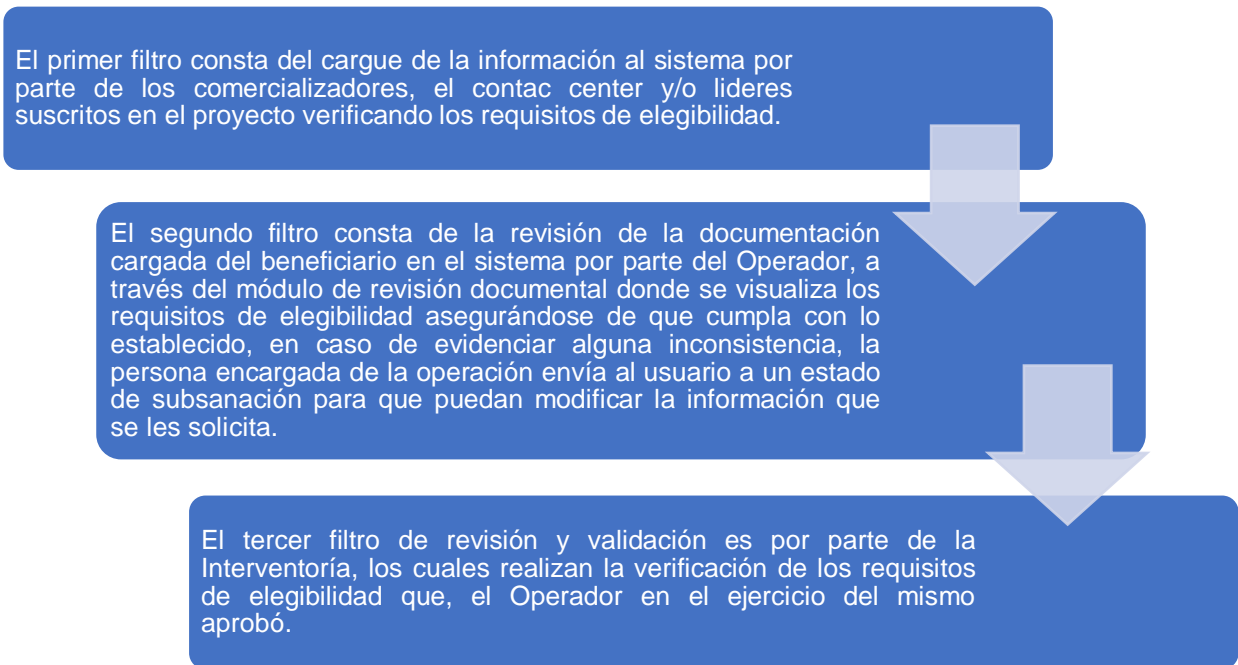 El primer filtro consta del cargue de la información al sistema por
parte de los comercializadores, el contac center y/o lideres
suscritos en el proyecto verificando los requisitos de elegibilidad.
El segundo filtro consta de la revisión de la documentación
cargada del beneficiario en el sistema por parte del Operador, a
través del módulo de revisión documental donde se visualiza los
requisitos de elegibilidad asegurándose de que cumpla con lo
establecido, en caso de evidenciar alguna inconsistencia, la
persona encargada de la operación envía al usuario a un estado
de subsanación para que puedan modificar la información que
se les solicita.
El tercer filtro de revisión y validación es por parte de la
Interventoría, los cuales realizan la verificación de los requisitos
de elegibilidad que, el Operador en el ejercicio del mismo
aprobó.